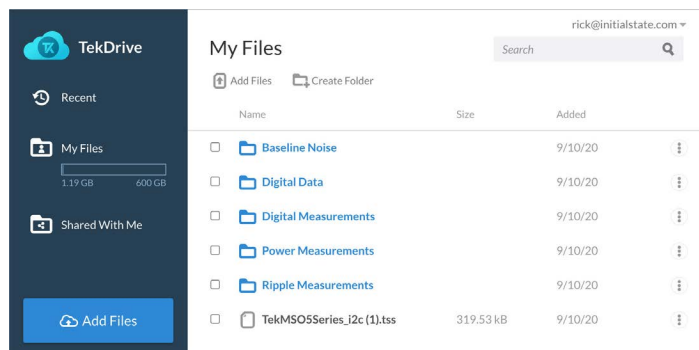 TekDrive
Recent
My Files
1.19 GB 600 GB
Shared With Me
Add Files
rick@initialstate.com
My Files
Search
Add Files Create Folder
Name Size Added
Baseline Noise 9/10/20
Digital Data 9/10/20
Digital Measurements 9/10/20
Power Measurements 9/10/20
Ripple Measurements 9/10/20
TekMSO5Series_i2c (1).tss 319.53 kB 9/10/20